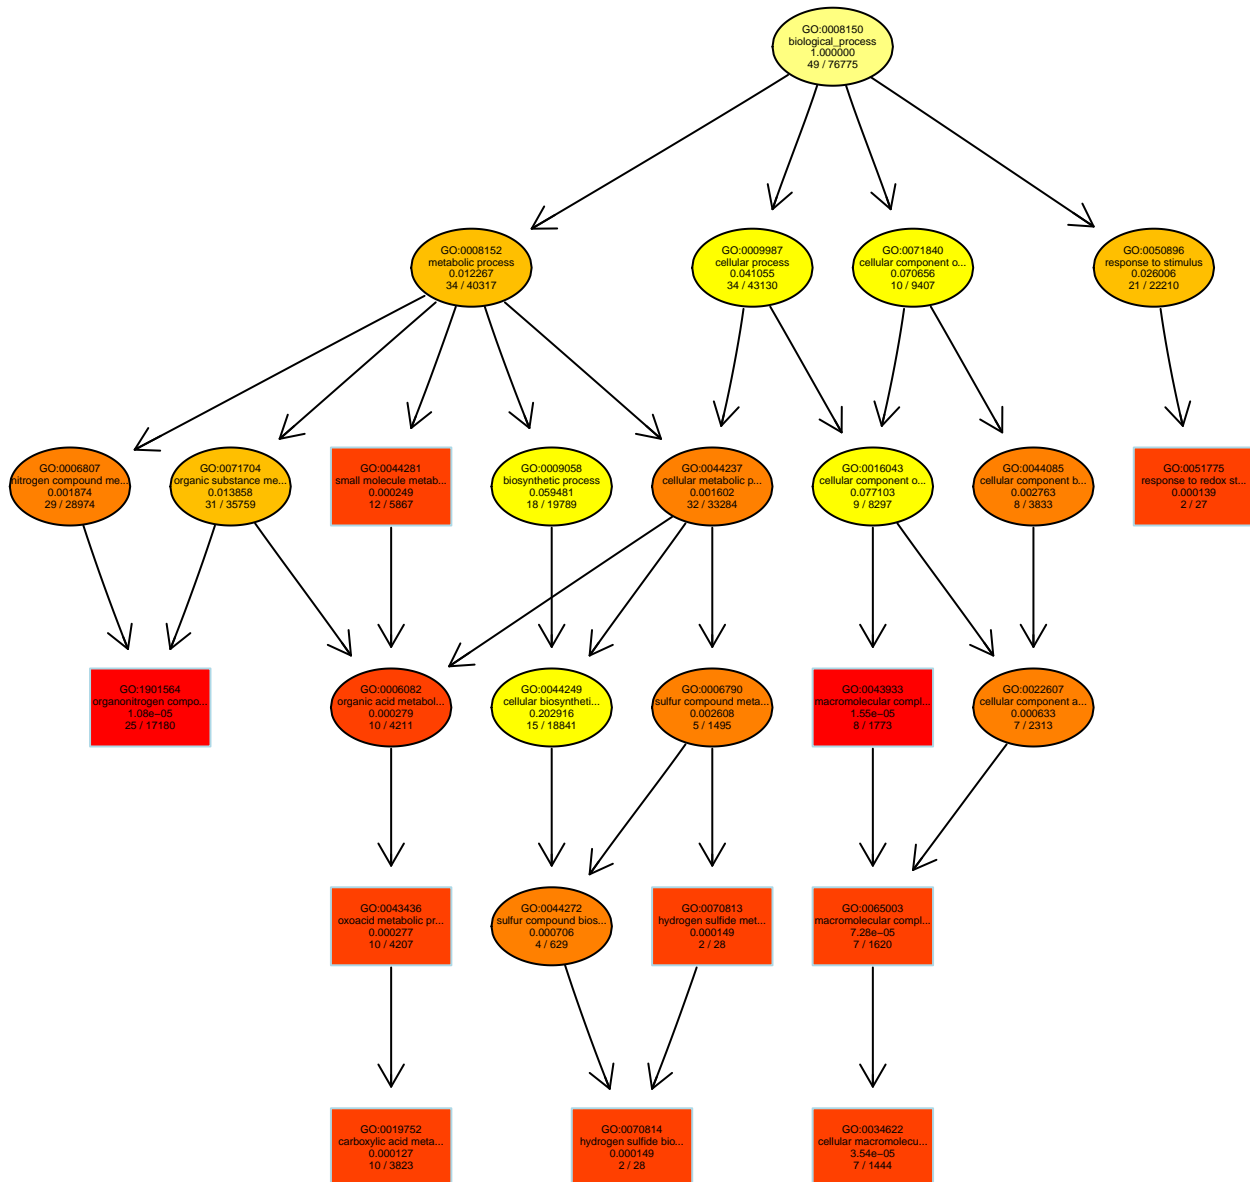 GO:0008150
biological_process
1.000000
49 / 76775
GO:0008152
metabolic process
0.012267
34 / 40317
GO:0009987
cellular process
0.041055
34 / 43130
GO:0071840
cellular component o...
0.070656
10 / 9407
GO:0050896
response to stimulus
0.026006
21 / 22210
GO:0006807
nitrogen compound me...
0.001874
29 / 28974
GO:0071704
organic substance me...
0.013858
31 / 35759
GO:0044281
small molecule metab...
0.000249
12 / 5867
GO:0009058
biosynthetic process
0.059481
18 / 19789
GO:0044237
cellular metabolic p...
0.001602
32 / 33284
GO:0016043
cellular component o...
0.077103
9 / 8297
GO:0044085
cellular component b...
0.002763
8 / 3833
GO:0051775
response to redox st...
0.000139
2 / 27
GO:1901564
organonitrogen compo...
1.08e−05
25 / 17180
GO:0006082
organic acid metabol...
0.000279
10 / 4211
GO:0044249
cellular biosyntheti...
0.202916
15 / 18841
GO:0006790
sulfur compound meta...
0.002608
5 / 1495
GO:0043933
macromolecular compl...
1.55e−05
8 / 1773
GO:0022607
cellular component a...
0.000633
7 / 2313
GO:0043436
oxoacid metabolic pr...
0.000277
10 / 4207
GO:0044272
sulfur compound bios...
0.000706
4 / 629
GO:0070813
hydrogen sulfide met...
0.000149
2 / 28
GO:0065003
macromolecular compl...
7.28e−05
7 / 1620
GO:0019752
carboxylic acid meta...
0.000127
10 / 3823
GO:0070814
hydrogen sulfide bio...
0.000149
2 / 28
GO:0034622
cellular macromolecu...
3.54e−05
7 / 1444